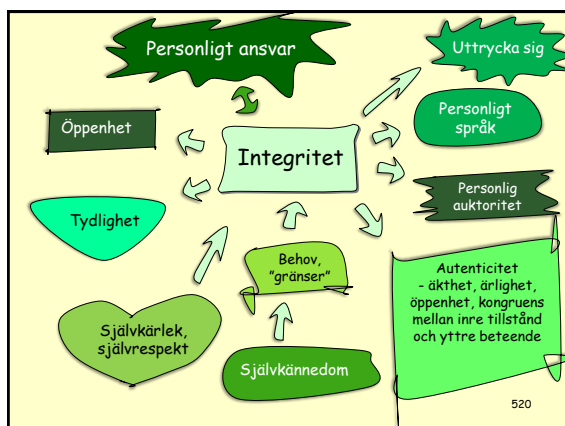 Personligt ansvar
Uttrycka sig
Öppenhet
Personligt
språk
Integritet
Personlig
auktoritet
Tydlighet
Behov,
"gränser"
Autenticitet
- äkthet, ärlighet,
öppenhet, kongruens
mellan inre tillstånd
och yttre beteende
Självkärlek,
självrespekt
Självkännedom
520